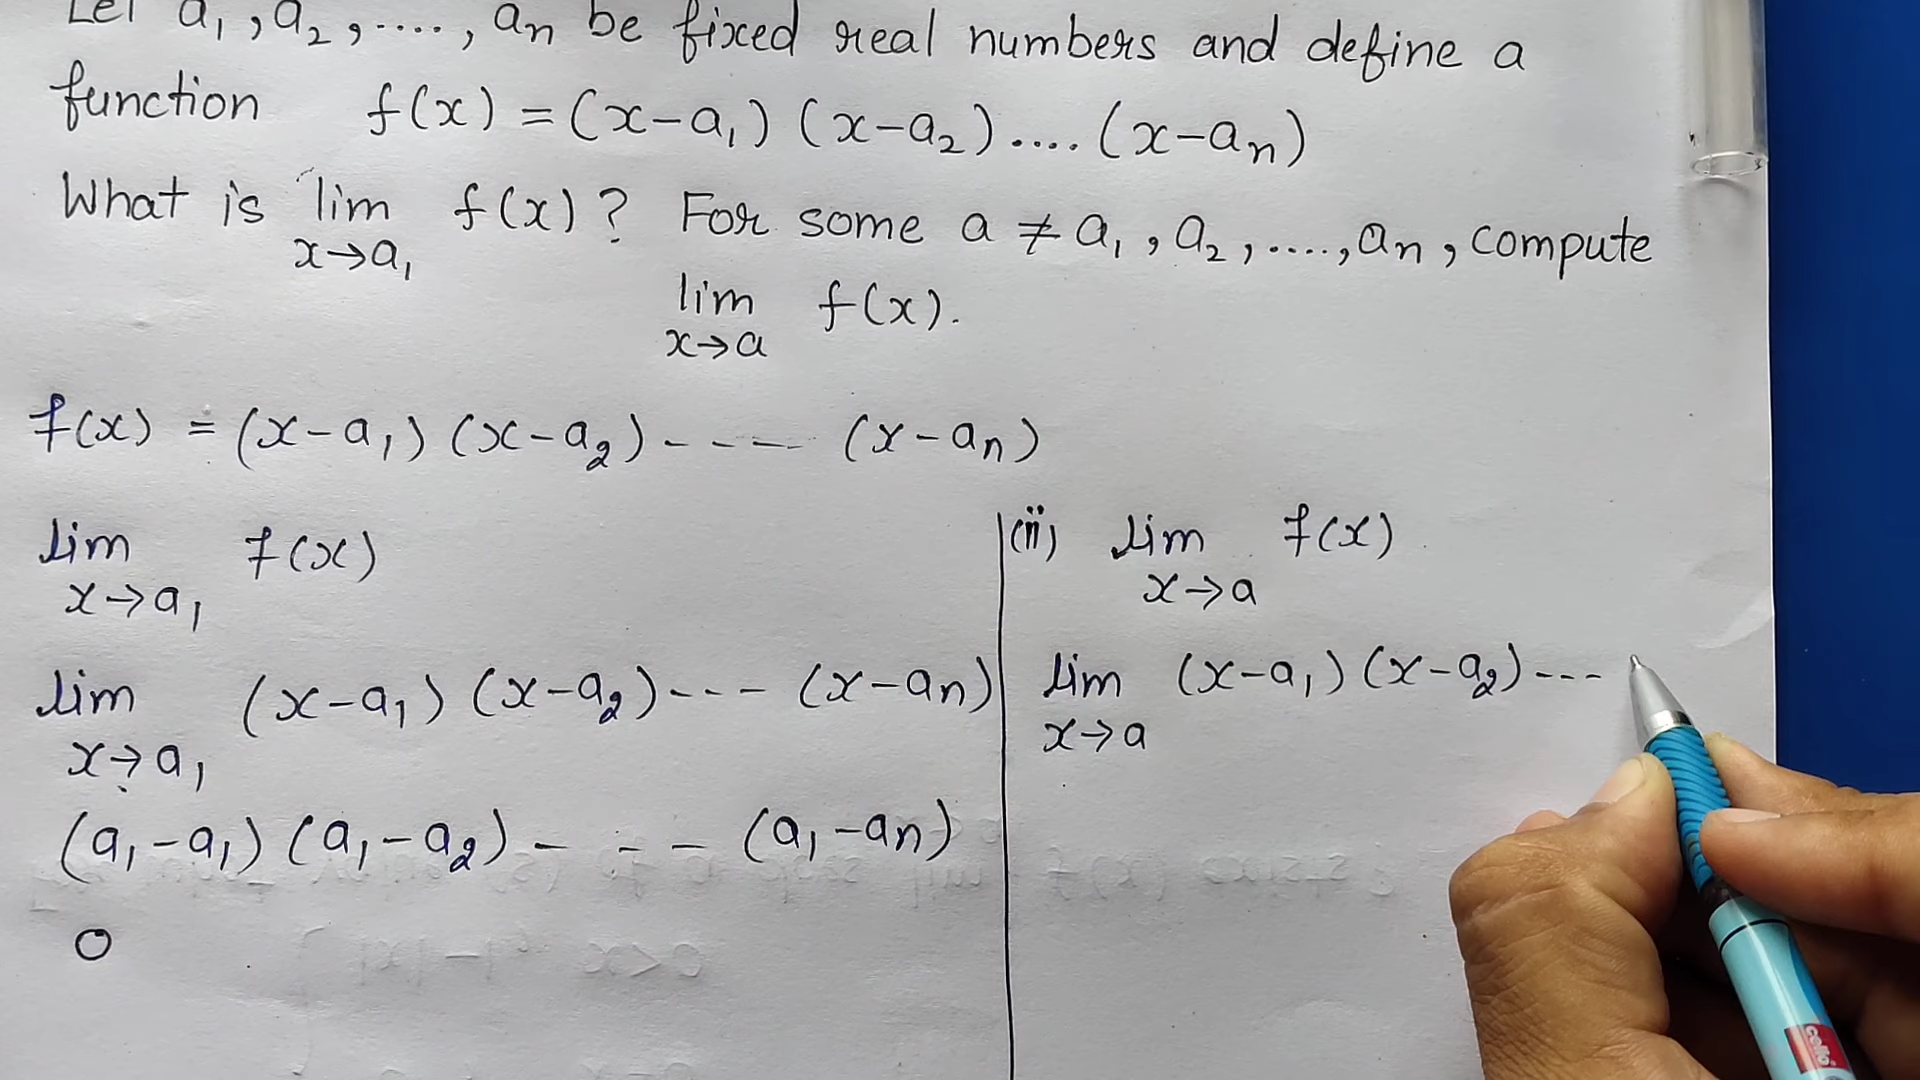 Let a₁, a₂, ...., aₙ be fixed real numbers and define a
function f(x) = (x-a₁) (x-a₂) .... (x-aₙ)
What is lim f(x)? For some a ≠ a₁, a₂, ...., aₙ, compute
x→a₁
lim f(x).
x→a
f(x) = (x-a₁) (x-a₂) ---- (x-aₙ)
lim f(x)
x→a₁
lim (x-a₁) (x-a₂) --- (x-aₙ)
x→a₁
(a₁-a₁) (a₁-a₂) - - - (a₁-aₙ)
0
(ii) lim f(x)
x→a
lim (x-a₁) (x-a₂) ---
x→a
cello